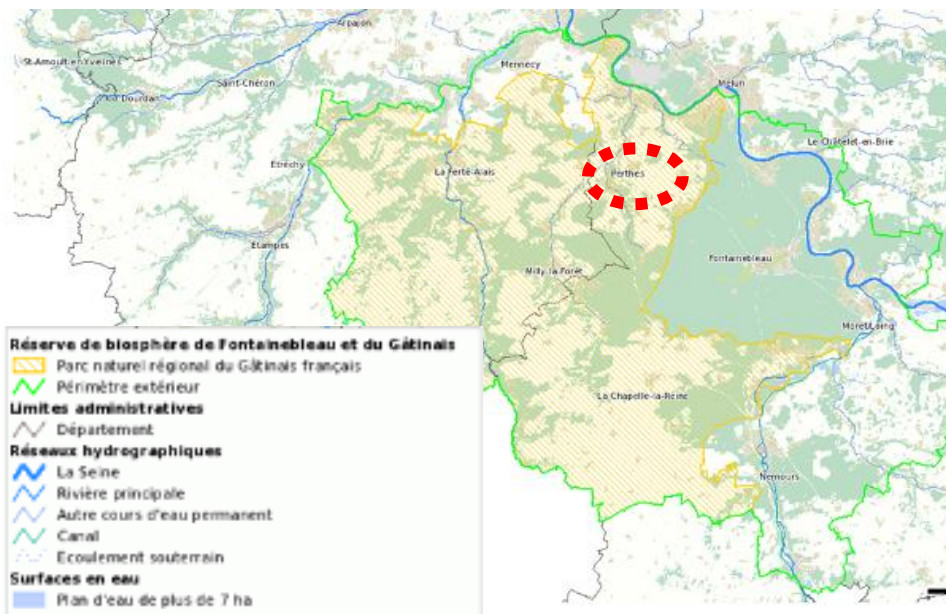 Arpajon
St-Arnoult-en-Yvelines
Mennecy
Saint-Chéron
Melun
Dourdan
Le Châtelet-en-Brie
Etréchy
La Ferté-Alais
Perthes
Etampes
Fontainebleau
Milly-la-Forêt
Moret/Loing
La Chapelle-la-Reine
Nemours
Réserve de biosphère de Fontainebleau et du Gâtinais
Parc naturel régional du Gâtinais français
Périmètre extérieur
Limites administratives
Département
Réseaux hydrographiques
La Seine
Rivière principale
Autre cours d'eau permanent
Canal
Ecoulement souterrain
Surfaces en eau
Plan d'eau de plus de 7 ha